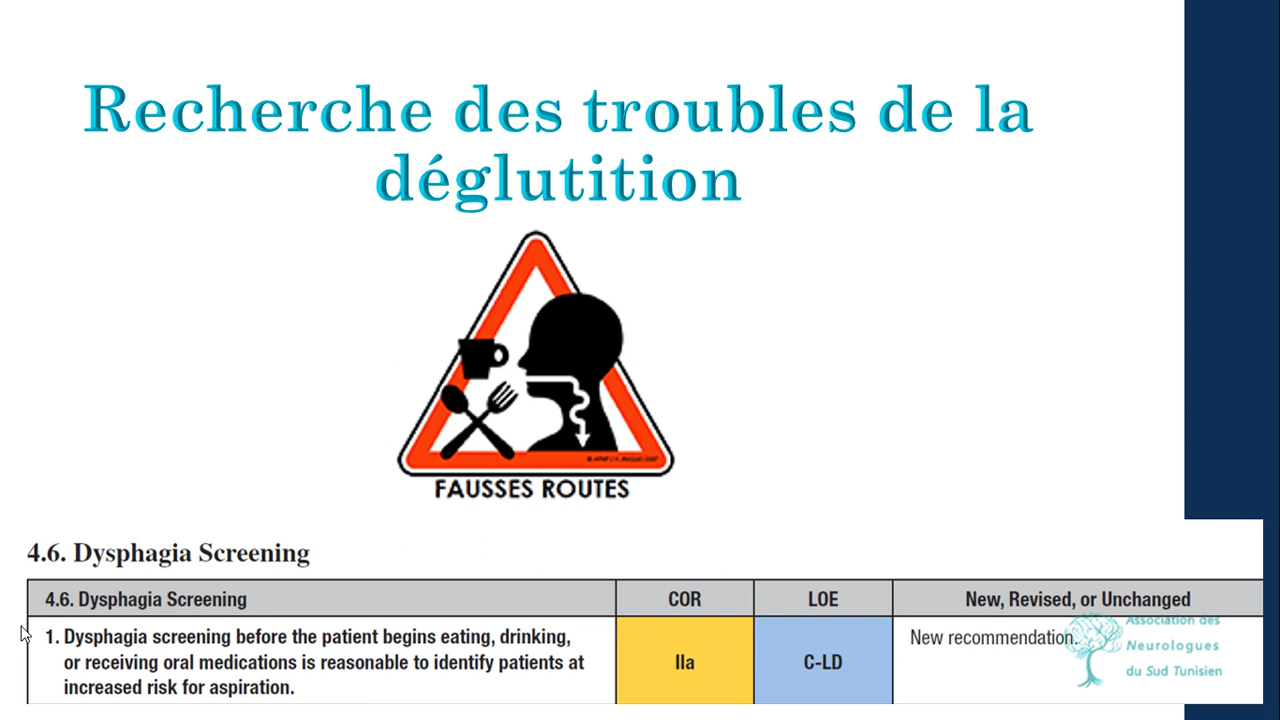 Recherche des troubles de la
déglutition
FAUSSES ROUTES
4.6. Dysphagia Screening
4.6. Dysphagia Screening COR LOE New, Revised, or Unchanged
1. Dysphagia screening before the patient begins eating, drinking,
or receiving oral medications is reasonable to identify patients at
increased risk for aspiration.
IIa
C-LD
New recommendation.
Association des
Neurologues
du Sud Tunisien